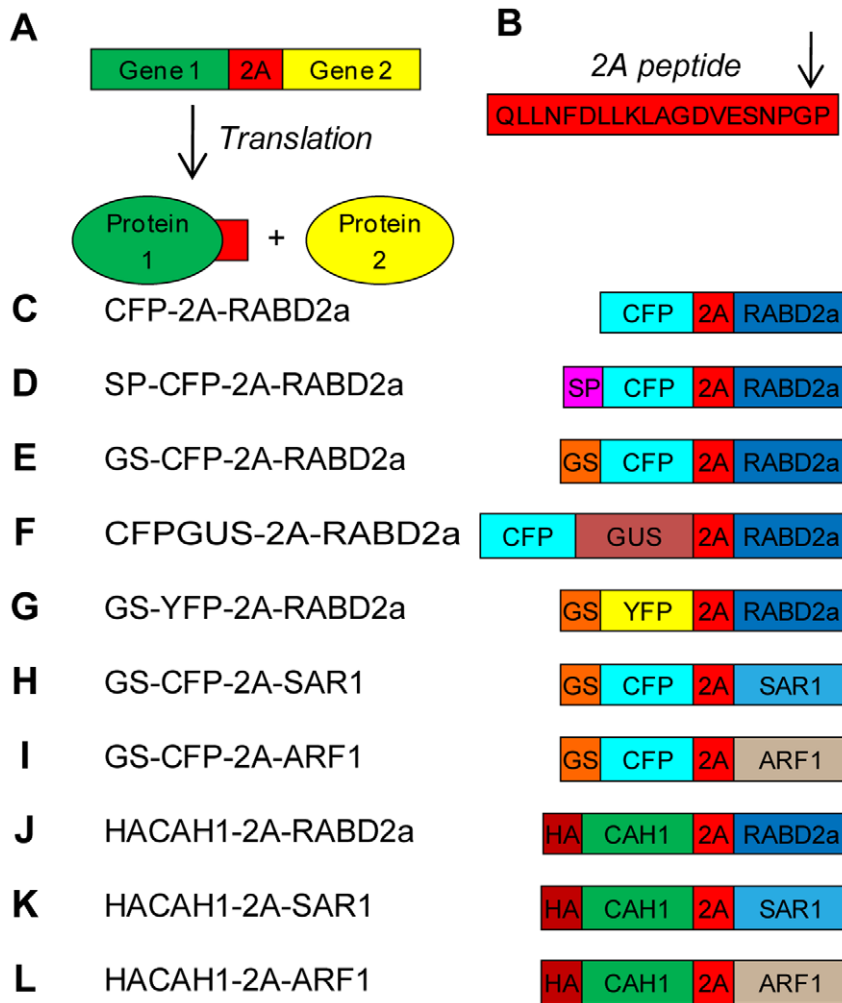 A
B
Gene 1 2A Gene 2
2A peptide
QLLNFDLLKLAGDVESNPGP
Translation
Protein
1
+
Protein
2
C CFP-2A-RABD2a CFP 2A RABD2a
D SP-CFP-2A-RABD2a SP CFP 2A RABD2a
E GS-CFP-2A-RABD2a GS CFP 2A RABD2a
F CFPGUS-2A-RABD2a CFP GUS 2A RABD2a
G GS-YFP-2A-RABD2a GS YFP 2A RABD2a
H GS-CFP-2A-SAR1 GS CFP 2A SAR1
I GS-CFP-2A-ARF1 GS CFP 2A ARF1
J HACAH1-2A-RABD2a HA CAH1 2A RABD2a
K HACAH1-2A-SAR1 HA CAH1 2A SAR1
L HACAH1-2A-ARF1 HA CAH1 2A ARF1